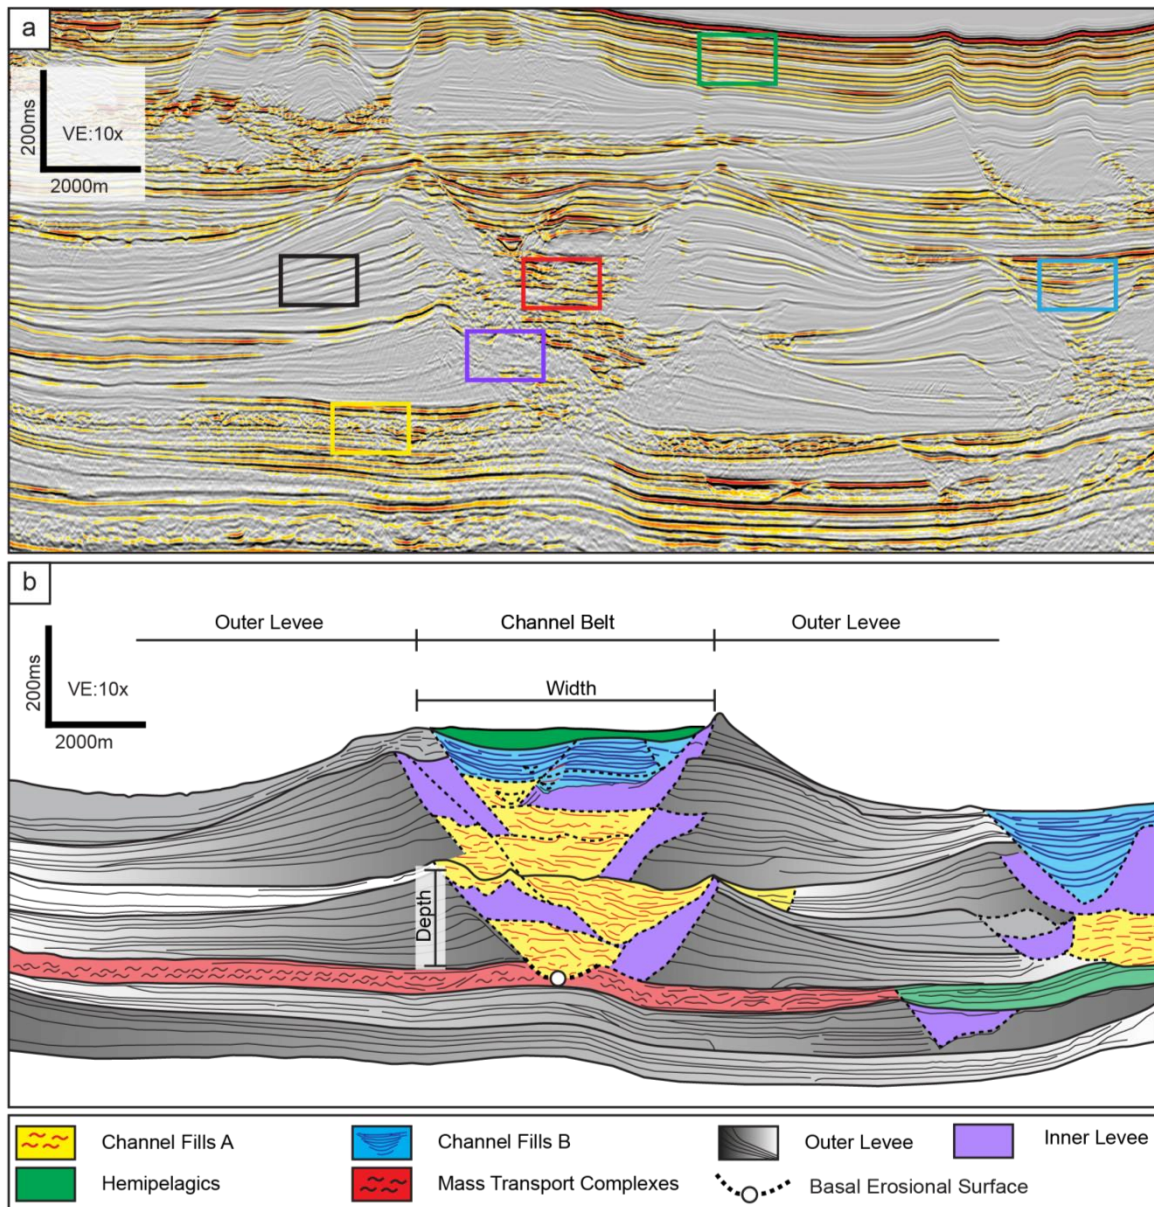 a
200ms
VE:10x
2000m
b
Outer Levee Channel Belt Outer Levee
200ms
VE:10x
Width
2000m
Depth
Channel Fills A Channel Fills B Outer Levee Inner Levee
Hemipelagics Mass Transport Complexes Basal Erosional Surface